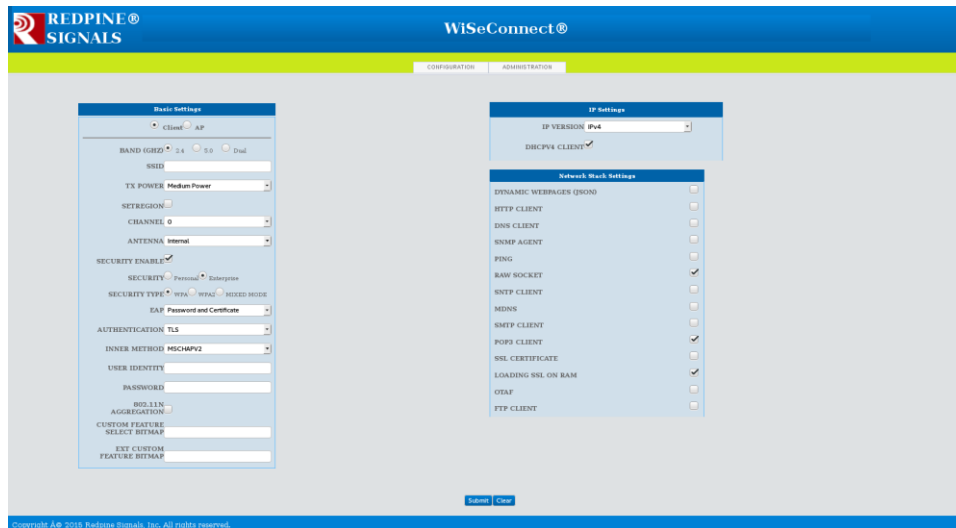 REDPINE®
SIGNALS
WiSeConnect®
CONFIGURATION ADMINISTRATION
Basic Settings
Client AP
BAND (GHZ) 2.4 5.0 Dual
SSID
TX POWER Medium Power
SETREGION
CHANNEL 0
ANTENNA Internal
SECURITY ENABLE
SECURITY Personal Enterprise
SECURITY TYPE WPA WPA2 MIXED MODE
EAP Password and Certificate
AUTHENTICATION TLS
INNER METHOD MSCHAPV2
USER IDENTITY
PASSWORD
802.11N
AGGREGATION
CUSTOM FEATURE
SELECT BITMAP
EXT CUSTOM
FEATURE BITMAP
IP Settings
IP VERSION IPv4
DHCPV4 CLIENT
Network Stack Settings
DYNAMIC WEBPAGES (JSON)
HTTP CLIENT
DNS CLIENT
SNMP AGENT
PING
RAW SOCKET
SNTP CLIENT
MDNS
SMTP CLIENT
POP3 CLIENT
SSL CERTIFICATE
LOADING SSL ON RAM
OTAF
FTP CLIENT
Submit Clear
Copyright Â® 2015 Redpine Signals, Inc. All rights reserved.